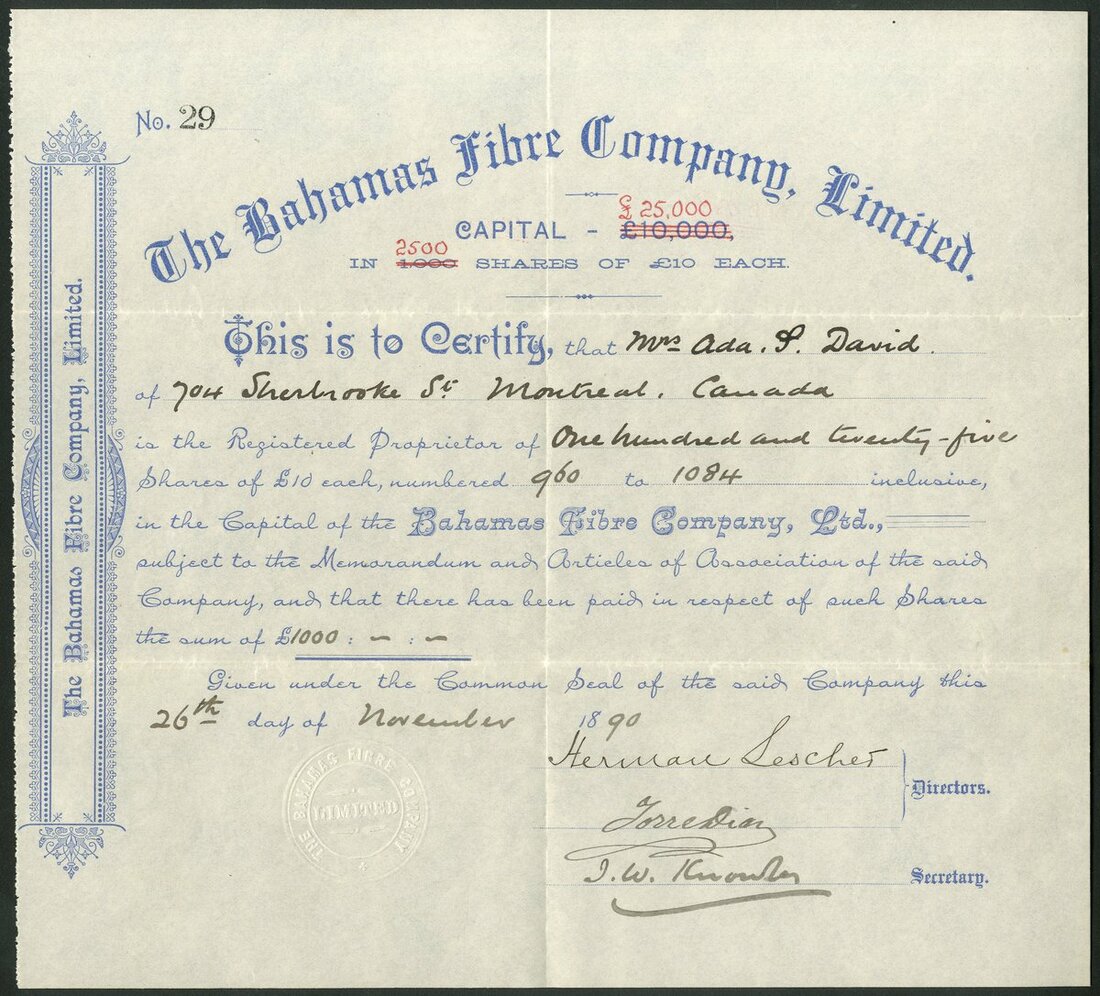 No. 29
The Bahamas Fibre Company, Limited.
CAPITAL - £10,000,
£25,000
IN 1.000 SHARES OF £10 EACH.
2500
This is to Certify, that Mrs Ada. S. David.
of 704 Sherbrooke St. Montreal. Canada
is the Registered Proprietor of One hundred and twenty-five
Shares of £10 each, numbered 960 to 1084 inclusive,
in the Capital of the Bahamas Fibre Company, Ltd.,
subject to the Memorandum and Articles of Association of the said
Company, and that there has been paid in respect of such Shares
the sum of £1000 : - : -
Given under the Common Seal of the said Company this
26th day of November 1890
Herman Lescher
Directors.
Secretary.
The Bahamas Fibre Company, Limited.
THE BAHAMAS FIBRE COMPANY
LIMITED